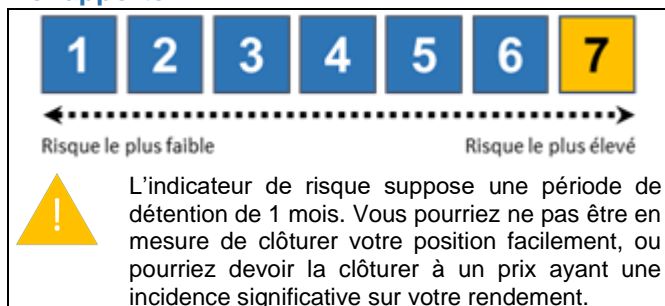 1 2 3 4 5 6 7
Risque le plus faible Risque le plus élevé
!
L'indicateur de risque suppose une période de
détention de 1 mois. Vous pourriez ne pas être en
mesure de clôturer votre position facilement, ou
pourriez devoir la clôturer à un prix ayant une
incidence significative sur votre rendement.